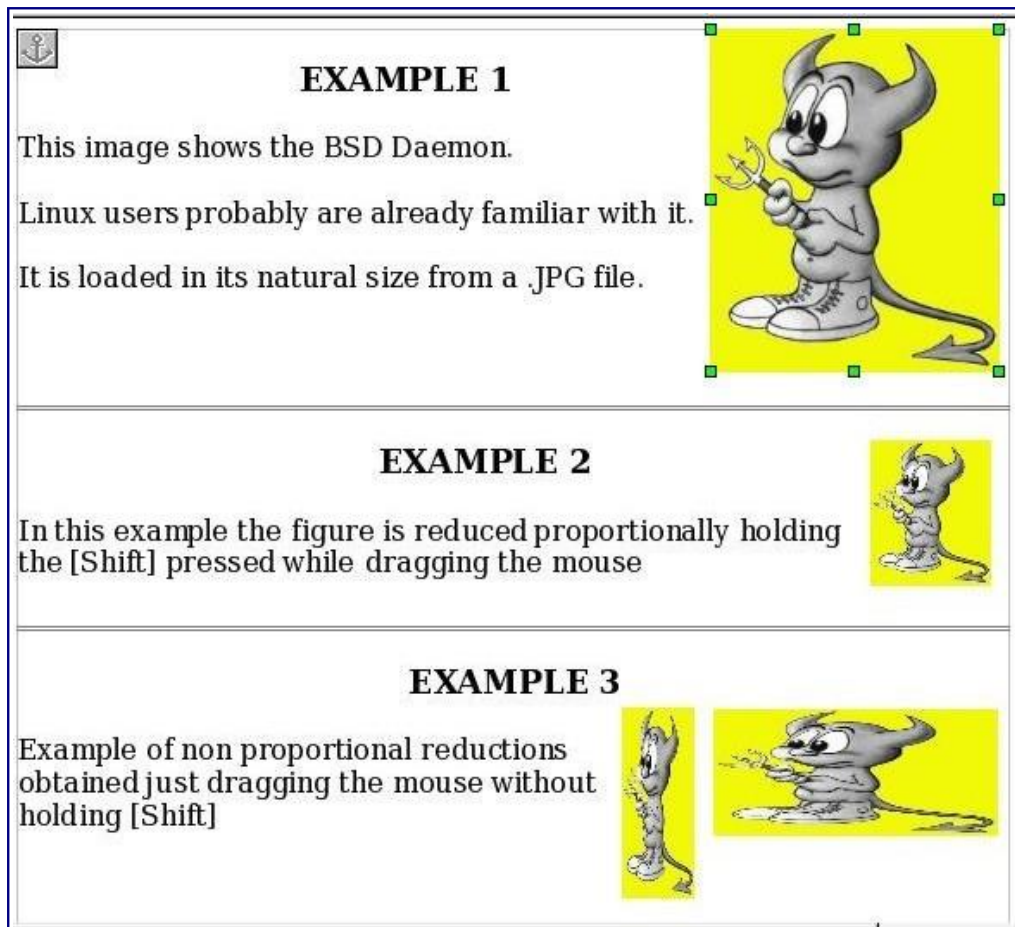 EXAMPLE 1
This image shows the BSD Daemon.
Linux users probably are already familiar with it.
It is loaded in its natural size from a .JPG file.
EXAMPLE 2
In this example the figure is reduced proportionally holding
the [Shift] pressed while dragging the mouse
EXAMPLE 3
Example of non proportional reductions
obtained just dragging the mouse without
holding [Shift]